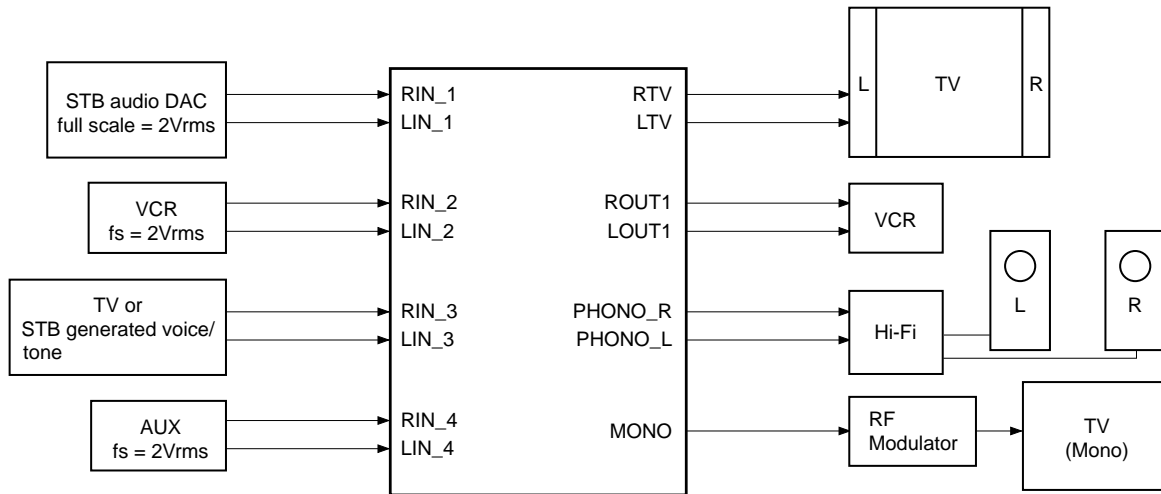 STB audio DAC
full scale = 2Vrms
VCR
fs = 2Vrms
TV or
STB generated voice/
tone
AUX
fs = 2Vrms
RIN_1
LIN_1
RIN_2
LIN_2
RIN_3
LIN_3
RIN_4
LIN_4
RTV
LTV
ROUT1
LOUT1
PHONO_R
PHONO_L
MONO
L
TV
R
VCR
Hi-Fi
L
R
RF
Modulator
TV
(Mono)